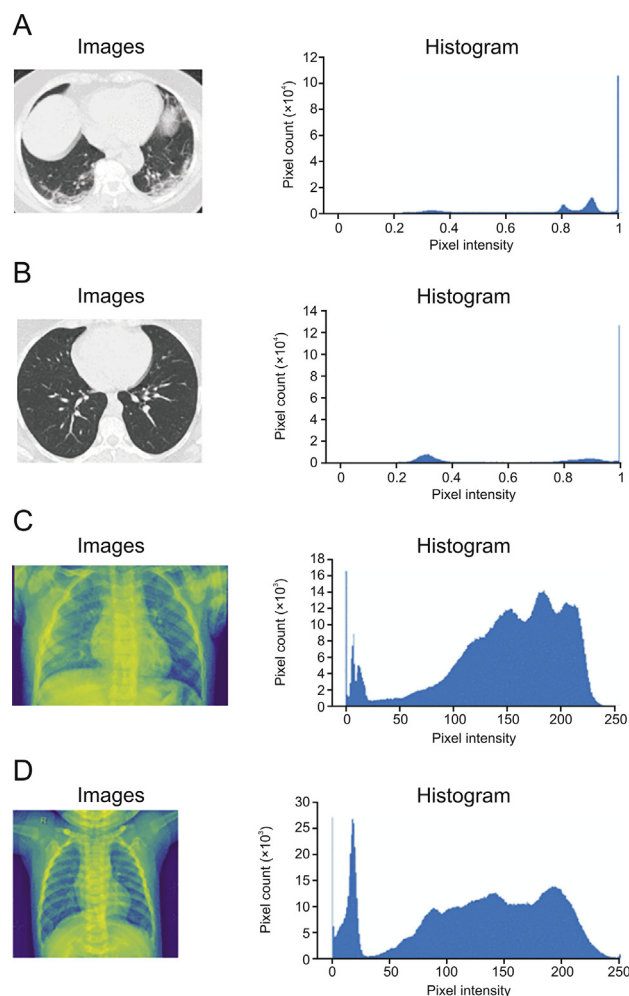 A
Images
Histogram
Pixel count (×10⁴)
12
10
8
6
4
2
0
0 0.2 0.4 0.6 0.8 1
Pixel intensity
B
Images
Histogram
Pixel count (×10⁴)
14
12
10
8
6
4
2
0
0 0.2 0.4 0.6 0.8 1
Pixel intensity
C
Images
Histogram
Pixel count (×10³)
18
16
14
12
10
8
6
4
2
0
0 50 100 150 200 250
Pixel intensity
D
Images
R
Histogram
Pixel count (×10³)
30
25
20
15
10
5
0
0 50 100 150 200 250
Pixel intensity